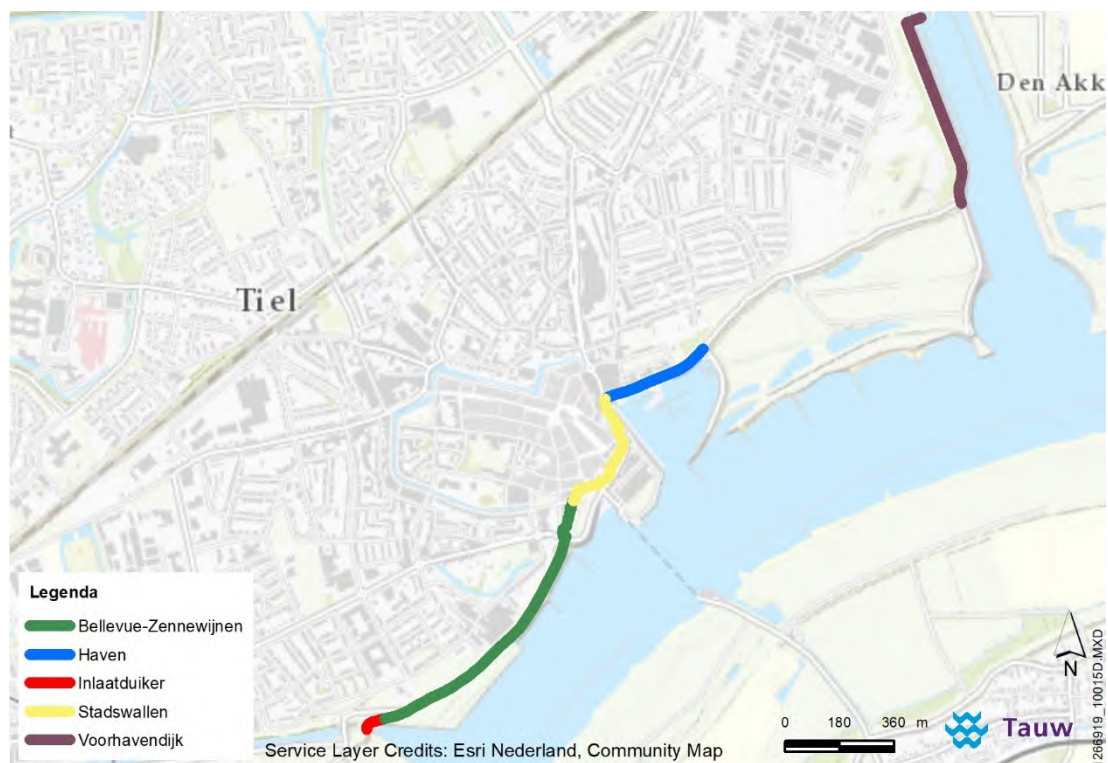 Den Akk
Tiel
Legenda
Bellevue-Zennewijnen
Haven
Inlaatduiker
Stadswallen
Voorhavendijk
Service Layer Credits: Esri Nederland, Community Map
0 180 360 m
N
Tauw
266919_10015D.MXD